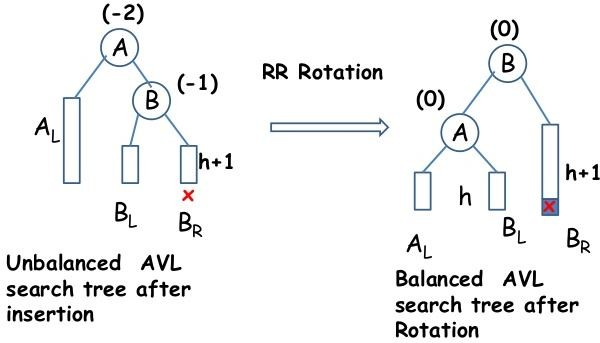 (-2)
A
(-1)
B
A_L
h+1
x
B_L
B_R
Unbalanced AVL
search tree after
insertion
RR Rotation
(0)
B
(0)
A
h+1
h
x
A_L
B_L
B_R
Balanced AVL
search tree after
Rotation